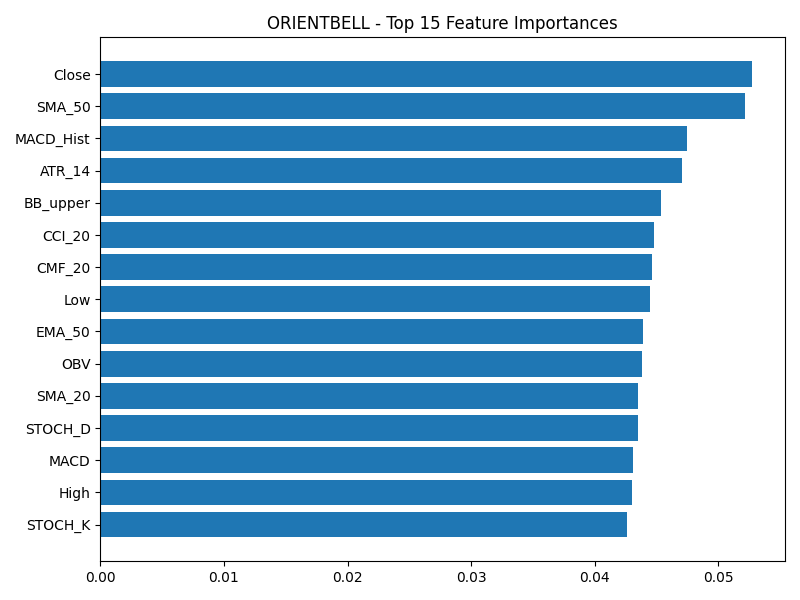 ORIENTBELL - Top 15 Feature Importances
Close
SMA_50
MACD_Hist
ATR_14
BB_upper
CCI_20
CMF_20
Low
EMA_50
OBV
SMA_20
STOCH_D
MACD
High
STOCH_K
0.00 0.01 0.02 0.03 0.04 0.05